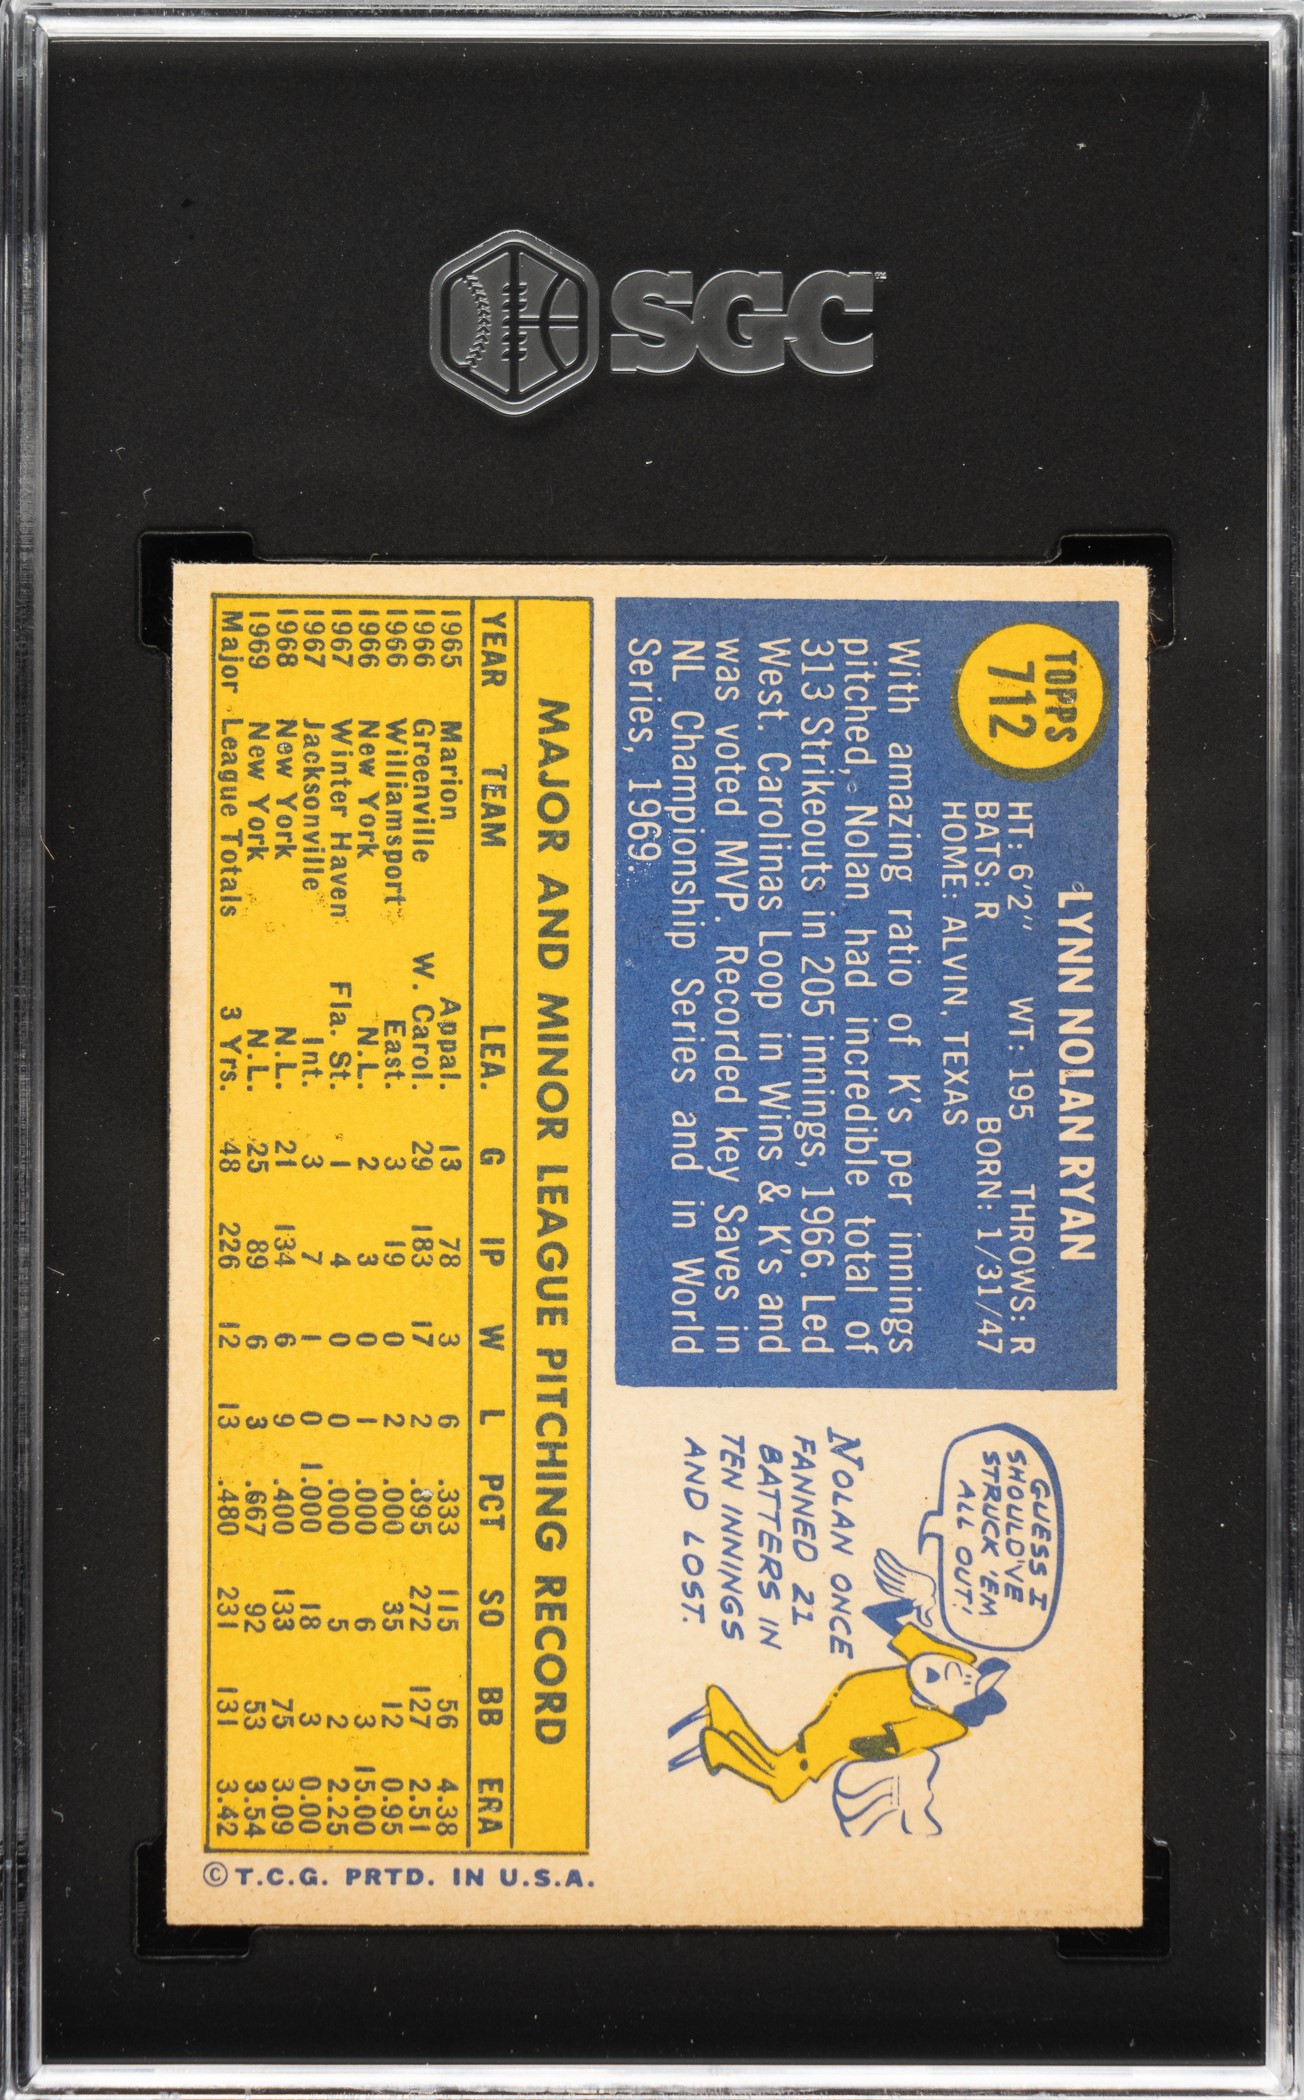 SGC™
TOPPS
712
LYNN NOLAN RYAN
HT: 6'2" WT: 195 THROWS: R
BATS: R BORN: 1/31/47
HOME: ALVIN, TEXAS
With amazing ratio of K's per innings
pitched, Nolan had incredible total of
313 Strikeouts in 205 innings, 1966. Led
West. Carolinas Loop in Wins & K's and
was voted MVP. Recorded key Saves in
NL Championship Series and in World
Series, 1969.
GUESS I
SHOULD'VE
STRUCK 'EM
ALL OUT!
NOLAN ONCE
FANNED 21
BATTERS IN
TEN INNINGS
AND LOST.
MAJOR AND MINOR LEAGUE PITCHING RECORD
YEAR TEAM LEA. G IP W L PCT SO BB ERA
1965 Marion Appal. 13 78 3 6 .333 115 56 4.38
1966 Greenville W. Carol. 29 183 17 2 .895 272 127 2.51
1966 Williamsport East. 3 19 0 2 .000 35 12 0.95
1966 New York N.L. 2 3 0 1 .000 6 3 15.00
1967 Winter Haven Fla. St. 1 4 0 0 .000 5 2 2.25
1967 Jacksonville Int. 3 7 1 0 1.000 18 3 0.00
1968 New York N.L. 21 134 6 9 .400 133 75 3.09
1969 New York N.L. 25 89 6 3 .667 92 53 3.54
Major League Totals 3 Yrs. 48 226 12 13 .480 231 131 3.42
© T.C.G. PRTD. IN U.S.A.